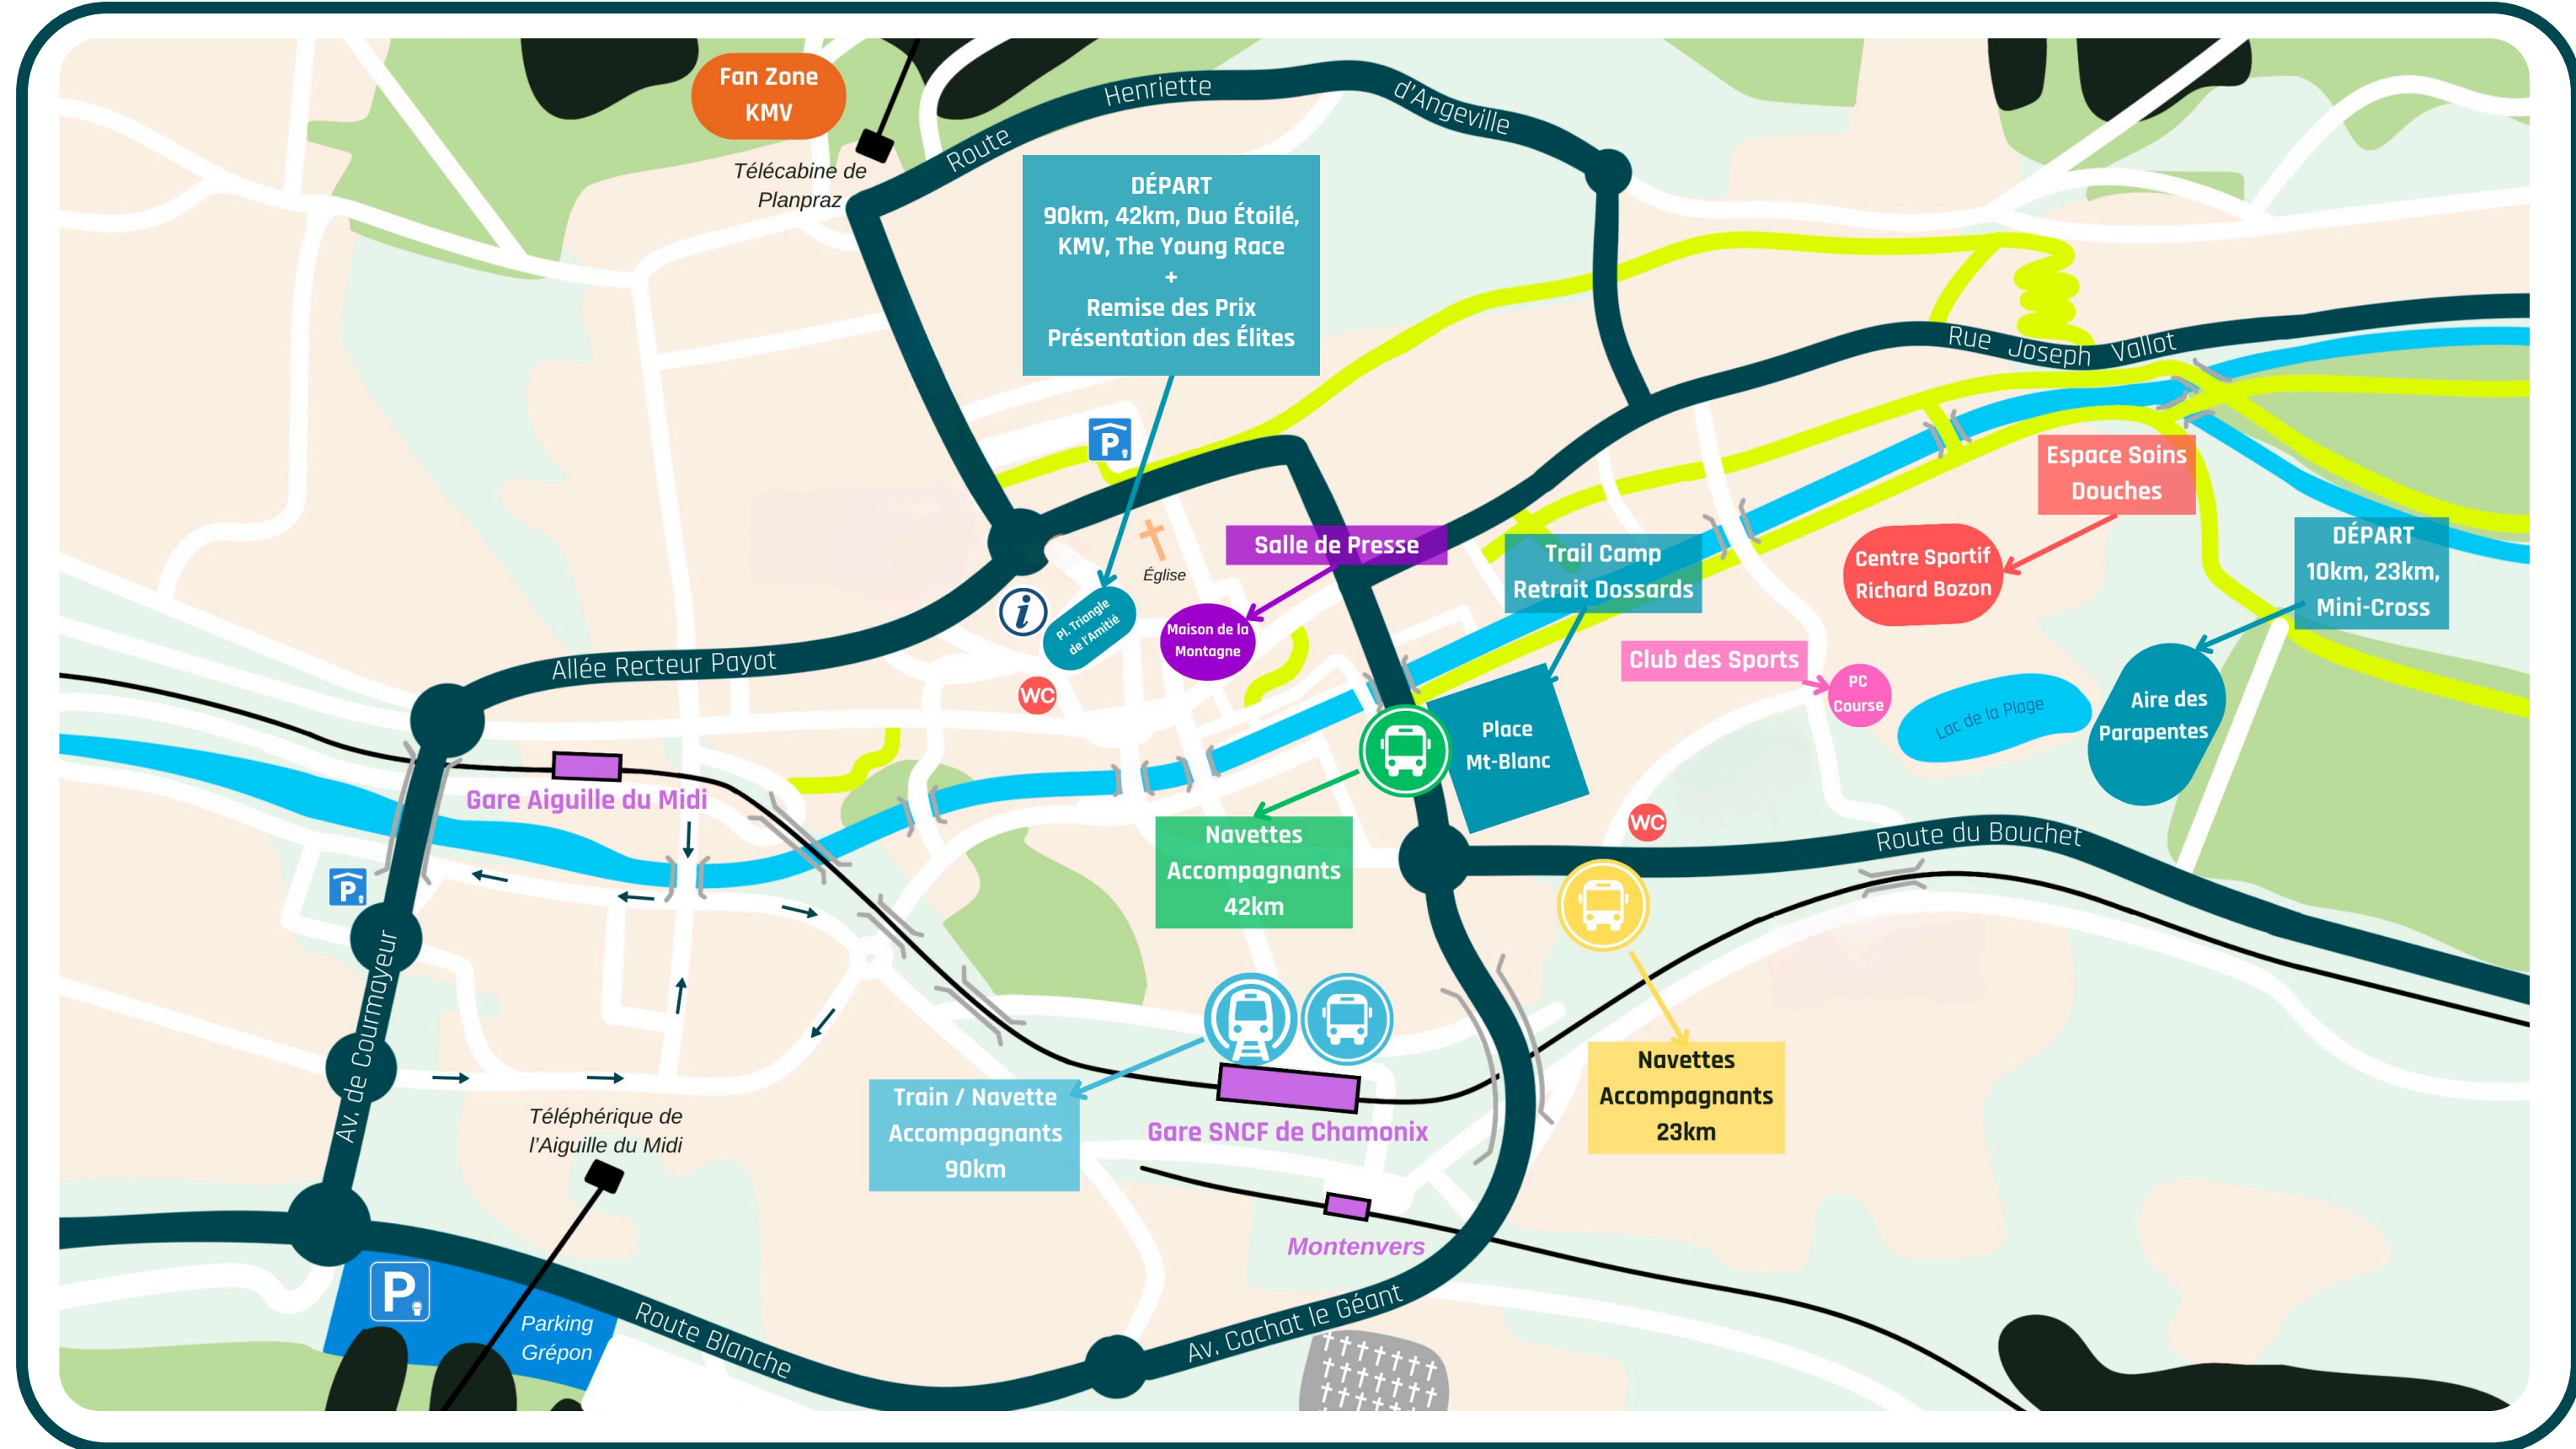 Fan Zone
KMV
Télécabine de
Planpraz
Route
Henriette
d'Angeville
DÉPART
90km, 42km, Duo Étoilé,
KMV, The Young Race
+
Remise des Prix
Présentation des Élites
P
Rue Joseph Vallot
Espace Soins
Douches
Centre Sportif
Richard Bozon
DÉPART
10km, 23km,
Mini-Cross
Salle de Presse
Église
Trail Camp
Retrait Dossards
i
Pl. Triangle
de l'Amitié
Maison de la
Montagne
WC
Allée Recteur Payot
Club des Sports
PC
Course
Lac de la Plage
Aire des
Parapentes
Place
Mt-Blanc
Gare Aiguille du Midi
WC
Navettes
Accompagnants
42km
Route du Bouchet
P
Av. de Courmayeur
Téléphérique de
l'Aiguille du Midi
Train / Navette
Accompagnants
90km
Gare SNCF de Chamonix
Navettes
Accompagnants
23km
Montenvers
P
Parking
Grépon
Route Blanche
Av. Cachat le Géant